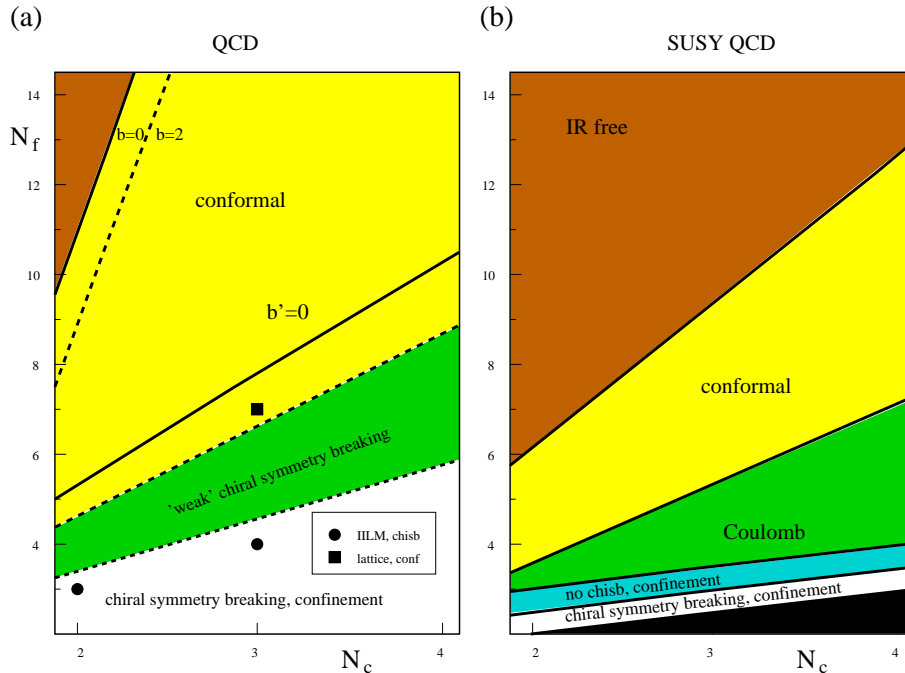 (a)
QCD
14
N_f
b=0
b=2
12
conformal
10
b'=0
8
6
'weak' chiral symmetry breaking
IILM, chisb
4
lattice, conf
chiral symmetry breaking, confinement
2
3
4
N_c
(b)
SUSY QCD
14
IR free
12
10
8
conformal
6
Coulomb
4
no chisb, confinement
chiral symmetry breaking, confinement
2
3
4
N_c